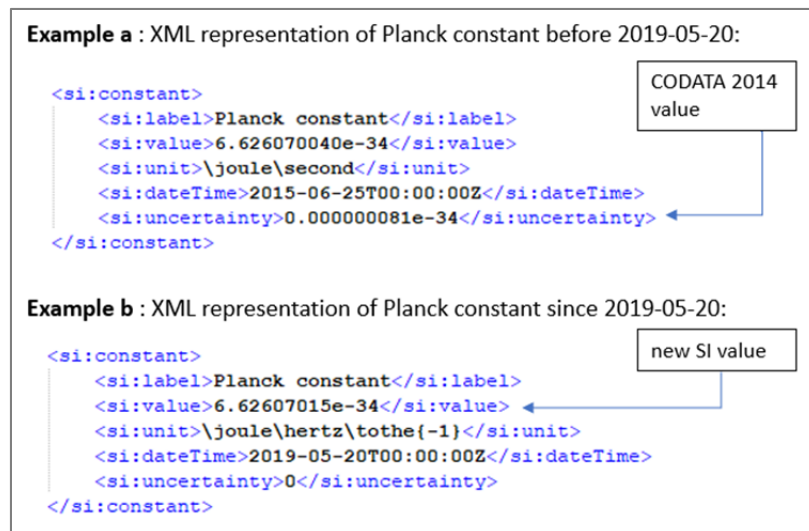 Example a : XML representation of Planck constant before 2019-05-20:
CODATA 2014
value
<si:constant>
<si:label>Planck constant</si:label>
<si:value>6.626070040e-34</si:value>
<si:unit>\joule\second</si:unit>
<si:dateTime>2015-06-25T00:00:00Z</si:dateTime>
<si:uncertainty>0.000000081e-34</si:uncertainty>
</si:constant>
Example b : XML representation of Planck constant since 2019-05-20:
new SI value
<si:constant>
<si:label>Planck constant</si:label>
<si:value>6.62607015e-34</si:value>
<si:unit>\joule\hertz\tothe{-1}</si:unit>
<si:dateTime>2019-05-20T00:00:00Z</si:dateTime>
<si:uncertainty>0</si:uncertainty>
</si:constant>